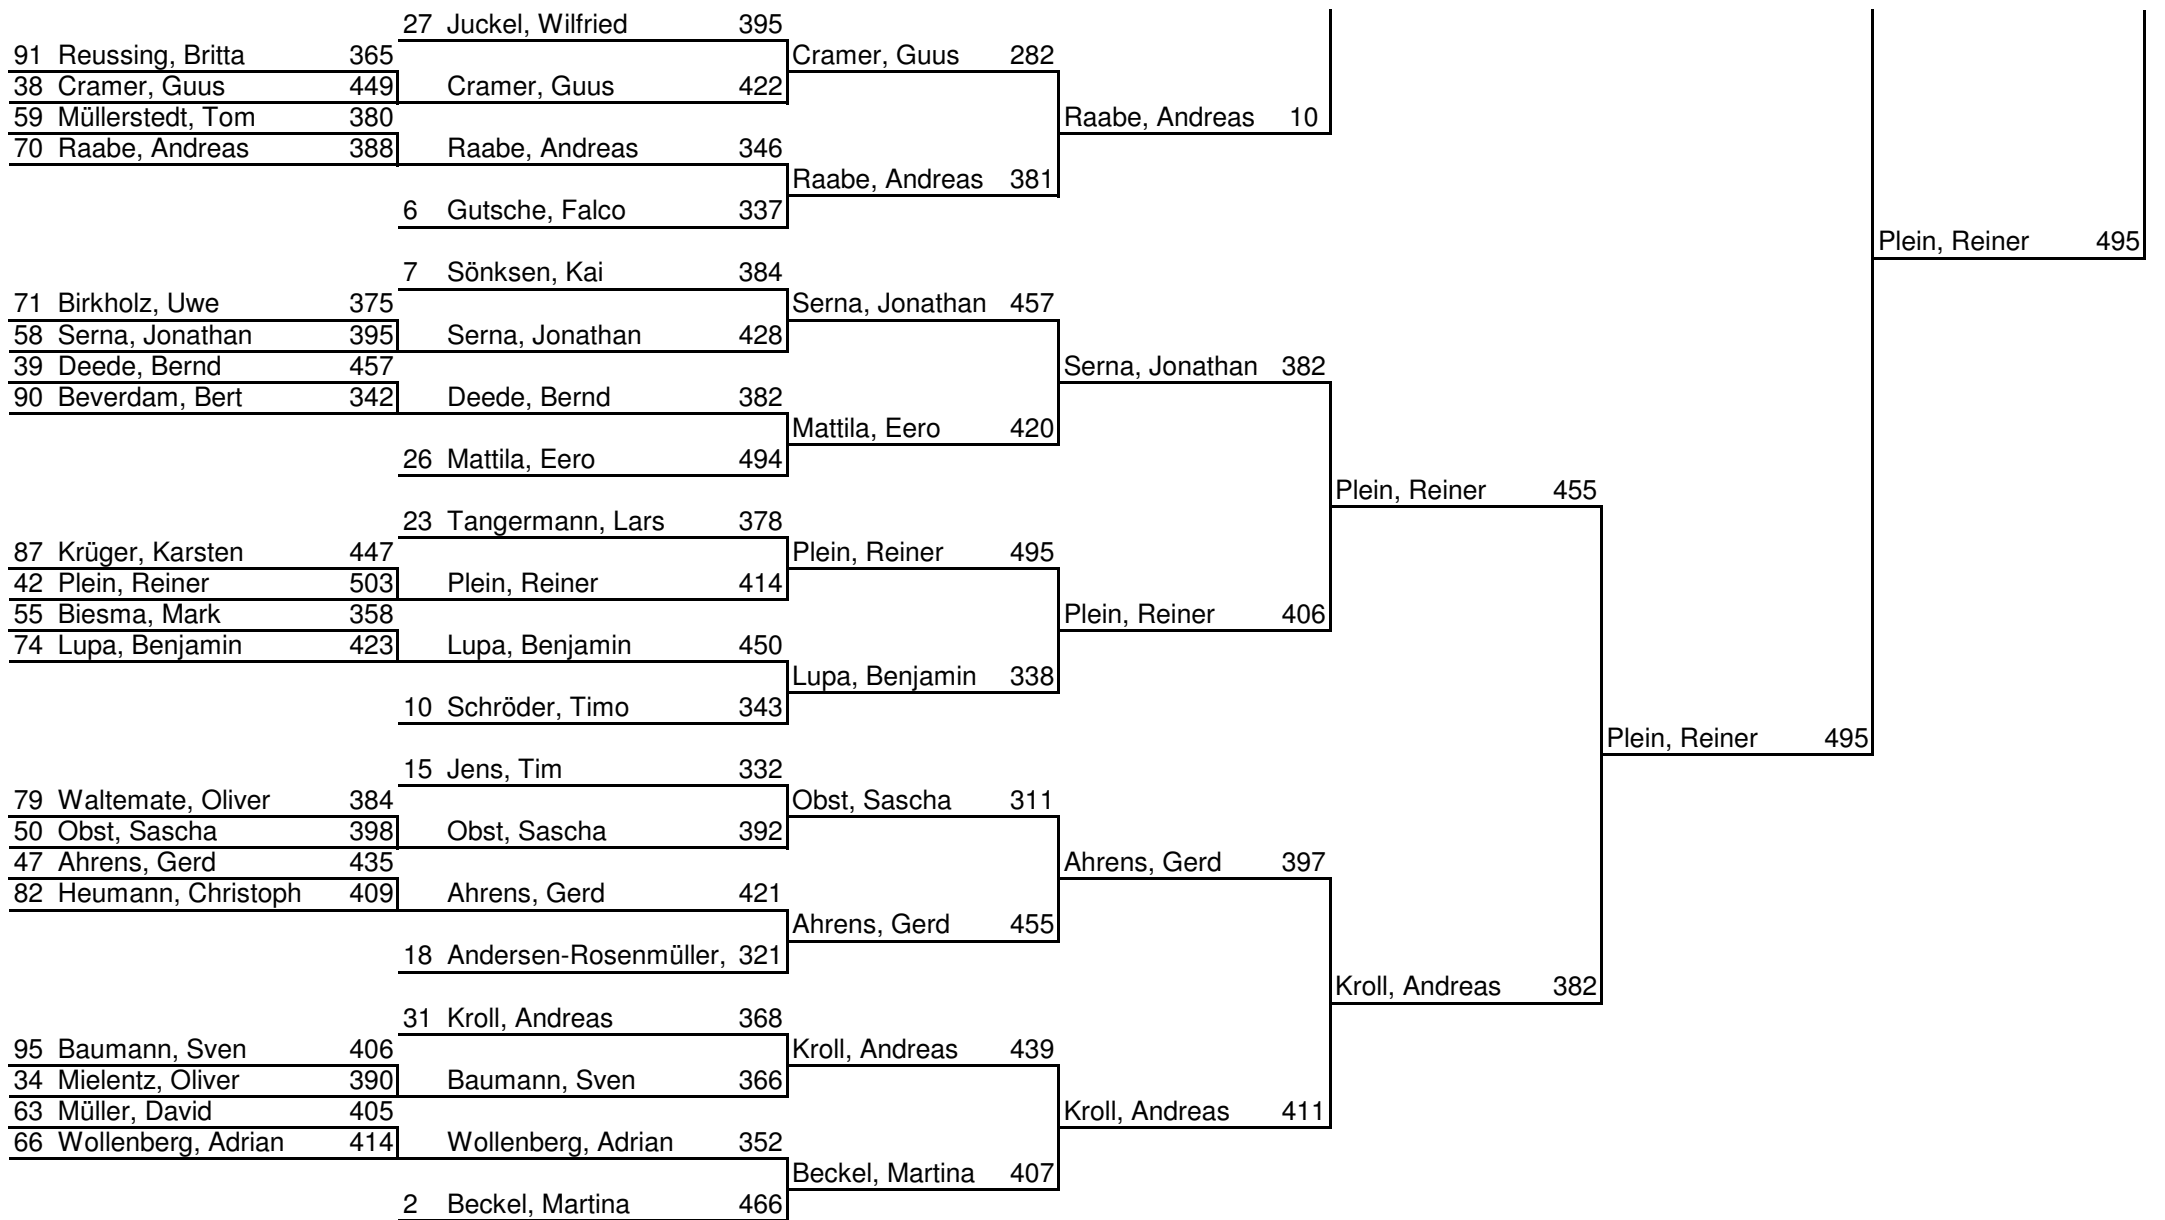 27 Juckel, Wilfried 395
91 Reussing, Britta 365 Cramer, Guus 282
38 Cramer, Guus 449 Cramer, Guus 422
59 Müllerstedt, Tom 380 Raabe, Andreas 10
70 Raabe, Andreas 388 Raabe, Andreas 346
Raabe, Andreas 381
6 Gutsche, Falco 337
Plein, Reiner 495
7 Sönksen, Kai 384
71 Birkholz, Uwe 375 Serna, Jonathan 457
58 Serna, Jonathan 395 Serna, Jonathan 428
39 Deede, Bernd 457 Serna, Jonathan 382
90 Beverdam, Bert 342 Deede, Bernd 382
Mattila, Eero 420
26 Mattila, Eero 494
Plein, Reiner 455
23 Tangermann, Lars 378
87 Krüger, Karsten 447 Plein, Reiner 495
42 Plein, Reiner 503 Plein, Reiner 414
55 Biesma, Mark 358 Plein, Reiner 406
74 Lupa, Benjamin 423 Lupa, Benjamin 450
Lupa, Benjamin 338
10 Schröder, Timo 343
Plein, Reiner 495
15 Jens, Tim 332
79 Waltemate, Oliver 384 Obst, Sascha 311
50 Obst, Sascha 398 Obst, Sascha 392
47 Ahrens, Gerd 435 Ahrens, Gerd 397
82 Heumann, Christoph 409 Ahrens, Gerd 421
Ahrens, Gerd 455
18 Andersen-Rosenmüller, 321
Kroll, Andreas 382
31 Kroll, Andreas 368
95 Baumann, Sven 406 Kroll, Andreas 439
34 Mielentz, Oliver 390 Baumann, Sven 366
63 Müller, David 405 Kroll, Andreas 411
66 Wollenberg, Adrian 414 Wollenberg, Adrian 352
Beckel, Martina 407
2 Beckel, Martina 466